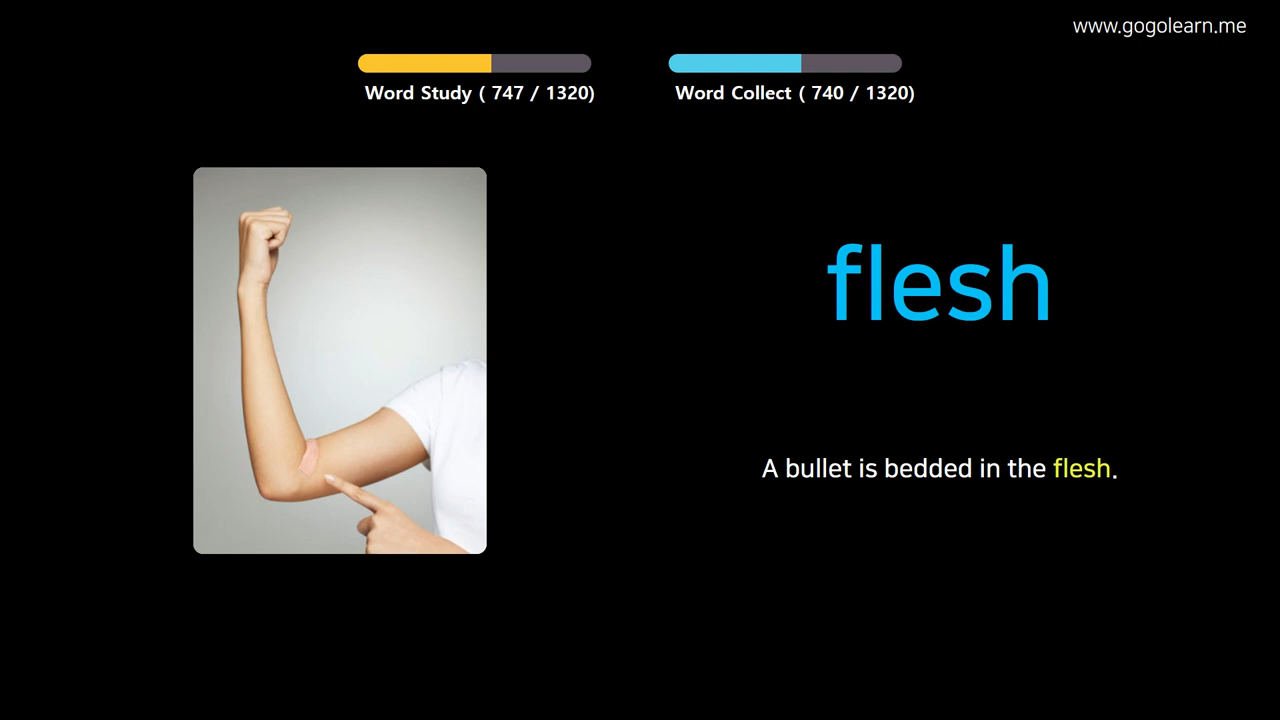 www.gogolearn.me
Word Study ( 747 / 1320)
Word Collect ( 740 / 1320)
flesh
A bullet is bedded in the flesh.